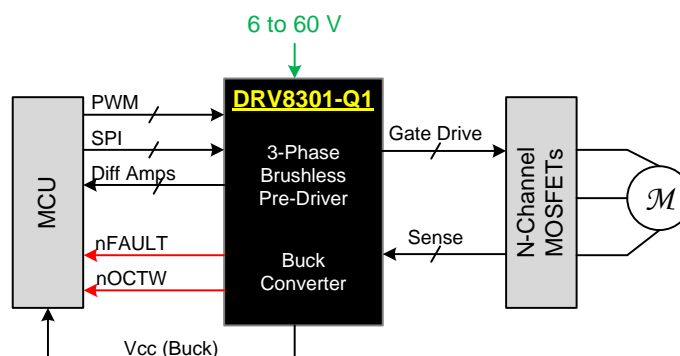 6 to 60 V
DRV8301-Q1
3-Phase
Brushless
Pre-Driver
Buck
Converter
MCU
PWM
SPI
Diff Amps
nFAULT
nOCTW
Vcc (Buck)
Gate Drive
Sense
N-Channel
MOSFETs
M